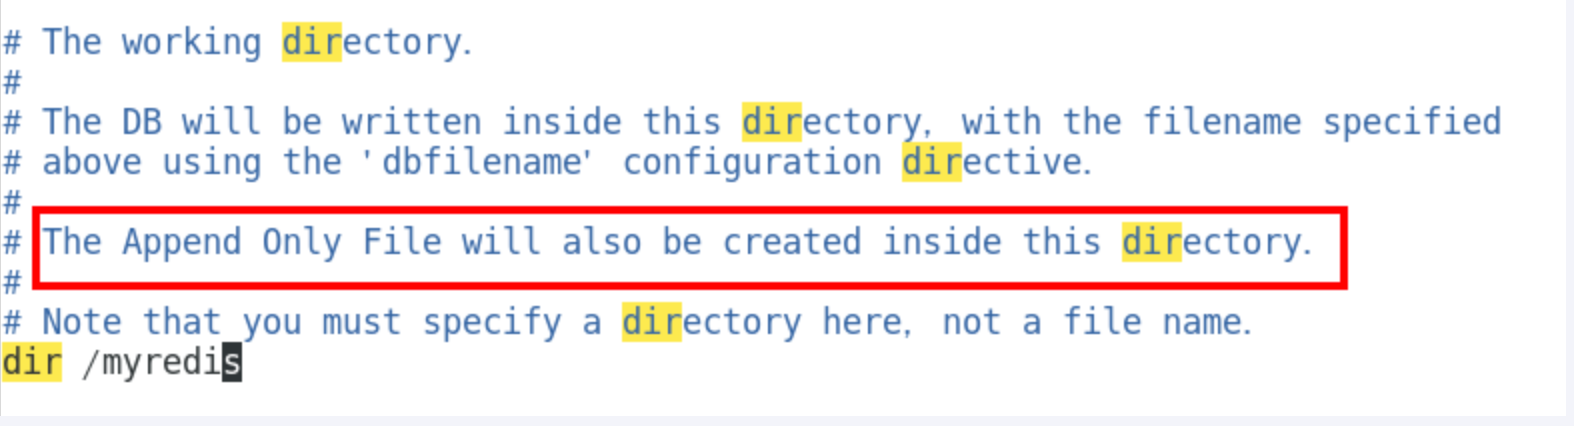 # The working directory.
#
# The DB will be written inside this directory, with the filename specified
# above using the 'dbfilename' configuration directive.
#
# The Append Only File will also be created inside this directory.
#
# Note that you must specify a directory here, not a file name.
dir /myredis